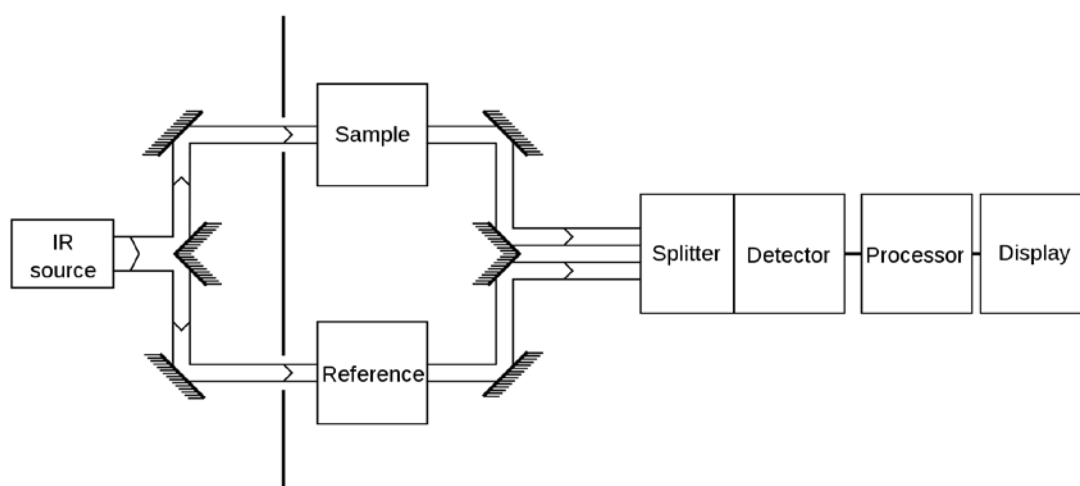 Sample
IR
source
Splitter
Detector
Processor
Display
Reference